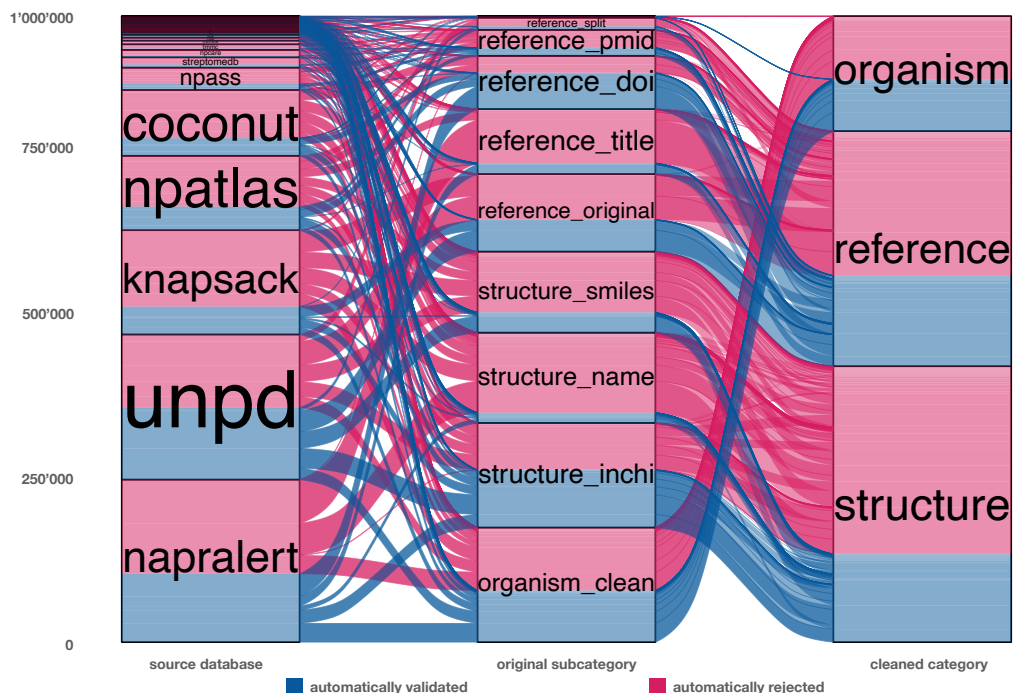 1'000'000
750'000
500'000
250'000
0
tmmc
npcare
streptomedb
npass
coconut
npatlas
knapsack
unpd
napralert
reference_split
reference_pmid
reference_doi
reference_title
reference_original
structure_smiles
structure_name
structure_inchi
organism_clean
organism
reference
structure
source database
original subcategory
cleaned category
automatically validated
automatically rejected